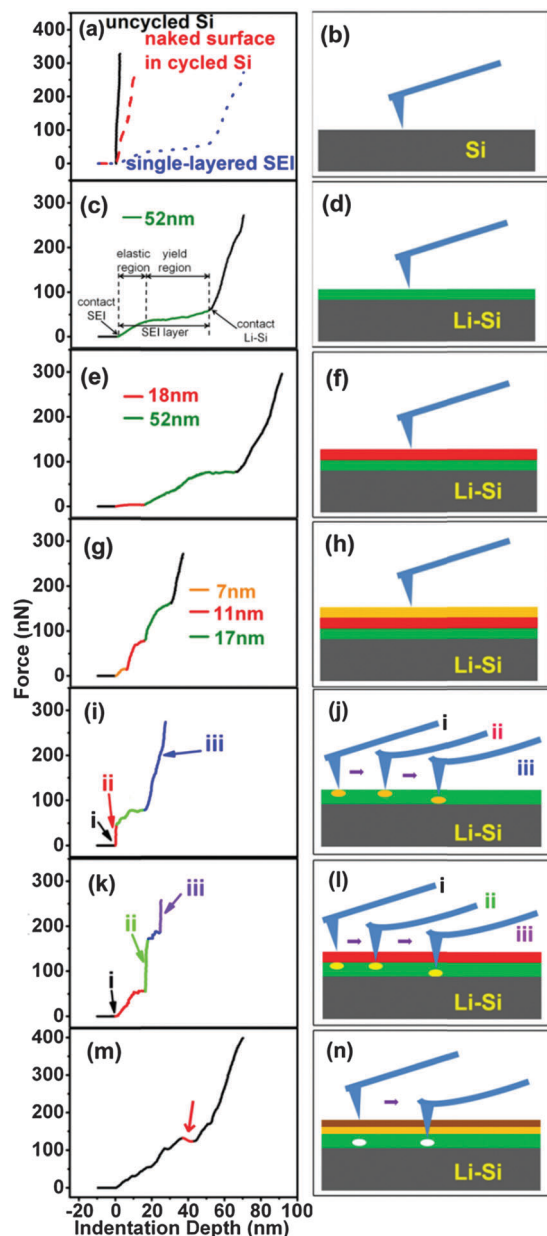 (a) uncycled Si
400
naked surface
in cycled Si
300
200
100
single-layered SEI
0
(b)
Si
(c)
300
52nm
200
elastic yield
region region
100
contact
SEI
SEI layer
contact
Li-Si
0
(d)
Li-Si
(e)
300
18nm
52nm
200
100
0
(f)
Li-Si
(g)
300
7nm
200
11nm
17nm
100
0
(h)
Li-Si
Force (nN)
(i)
300
iii
200
ii
100
i
0
(j)
i
ii
iii
Li-Si
(k)
300
iii
ii
200
100
i
0
(l)
i
ii
iii
Li-Si
(m)
400
300
200
100
0
-20 0 20 40 60 80 100
Indentation Depth (nm)
(n)
Li-Si